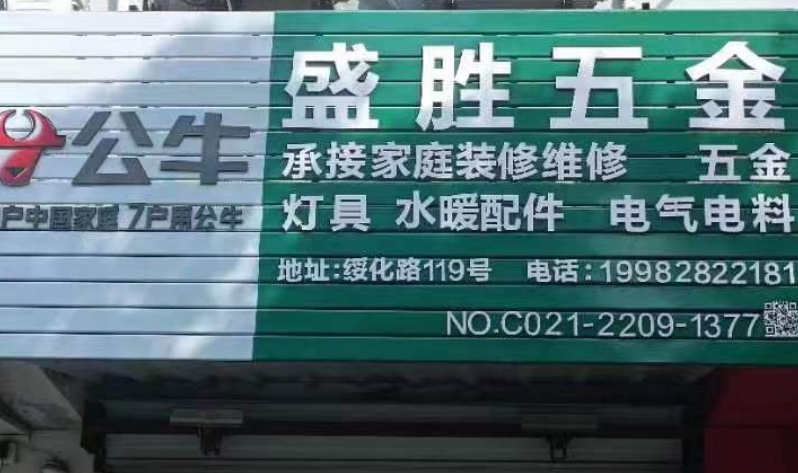 公牛
户中国家庭 7户用公牛
盛胜五金
承接家庭装修维修 五金
灯具 水暖配件 电气电料
地址:绥化路119号 电话:19982822181
NO.C021-2209-1377